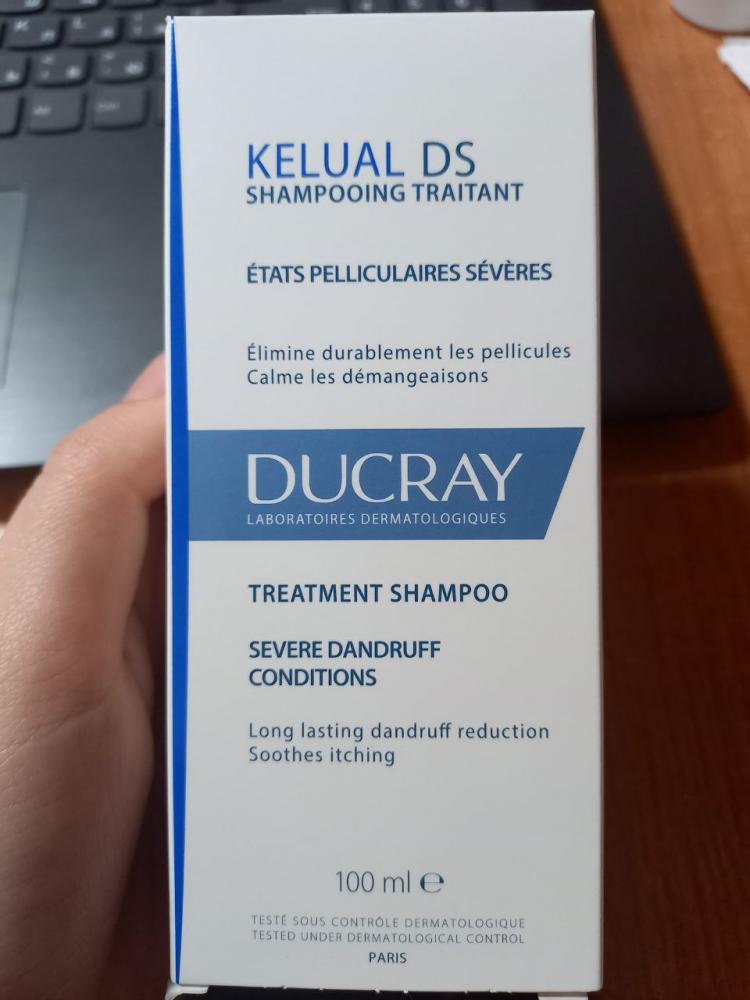 KELUAL DS
SHAMPOOING TRAITANT
ÉTATS PELLICULAIRES SÉVÈRES
Élimine durablement les pellicules
Calme les démangeaisons
DUCRAY
LABORATOIRES DERMATOLOGIQUES
TREATMENT SHAMPOO
SEVERE DANDRUFF
CONDITIONS
Long lasting dandruff reduction
Soothes itching
100 ml ℮
TESTÉ SOUS CONTRÔLE DERMATOLOGIQUE
TESTED UNDER DERMATOLOGICAL CONTROL
PARIS